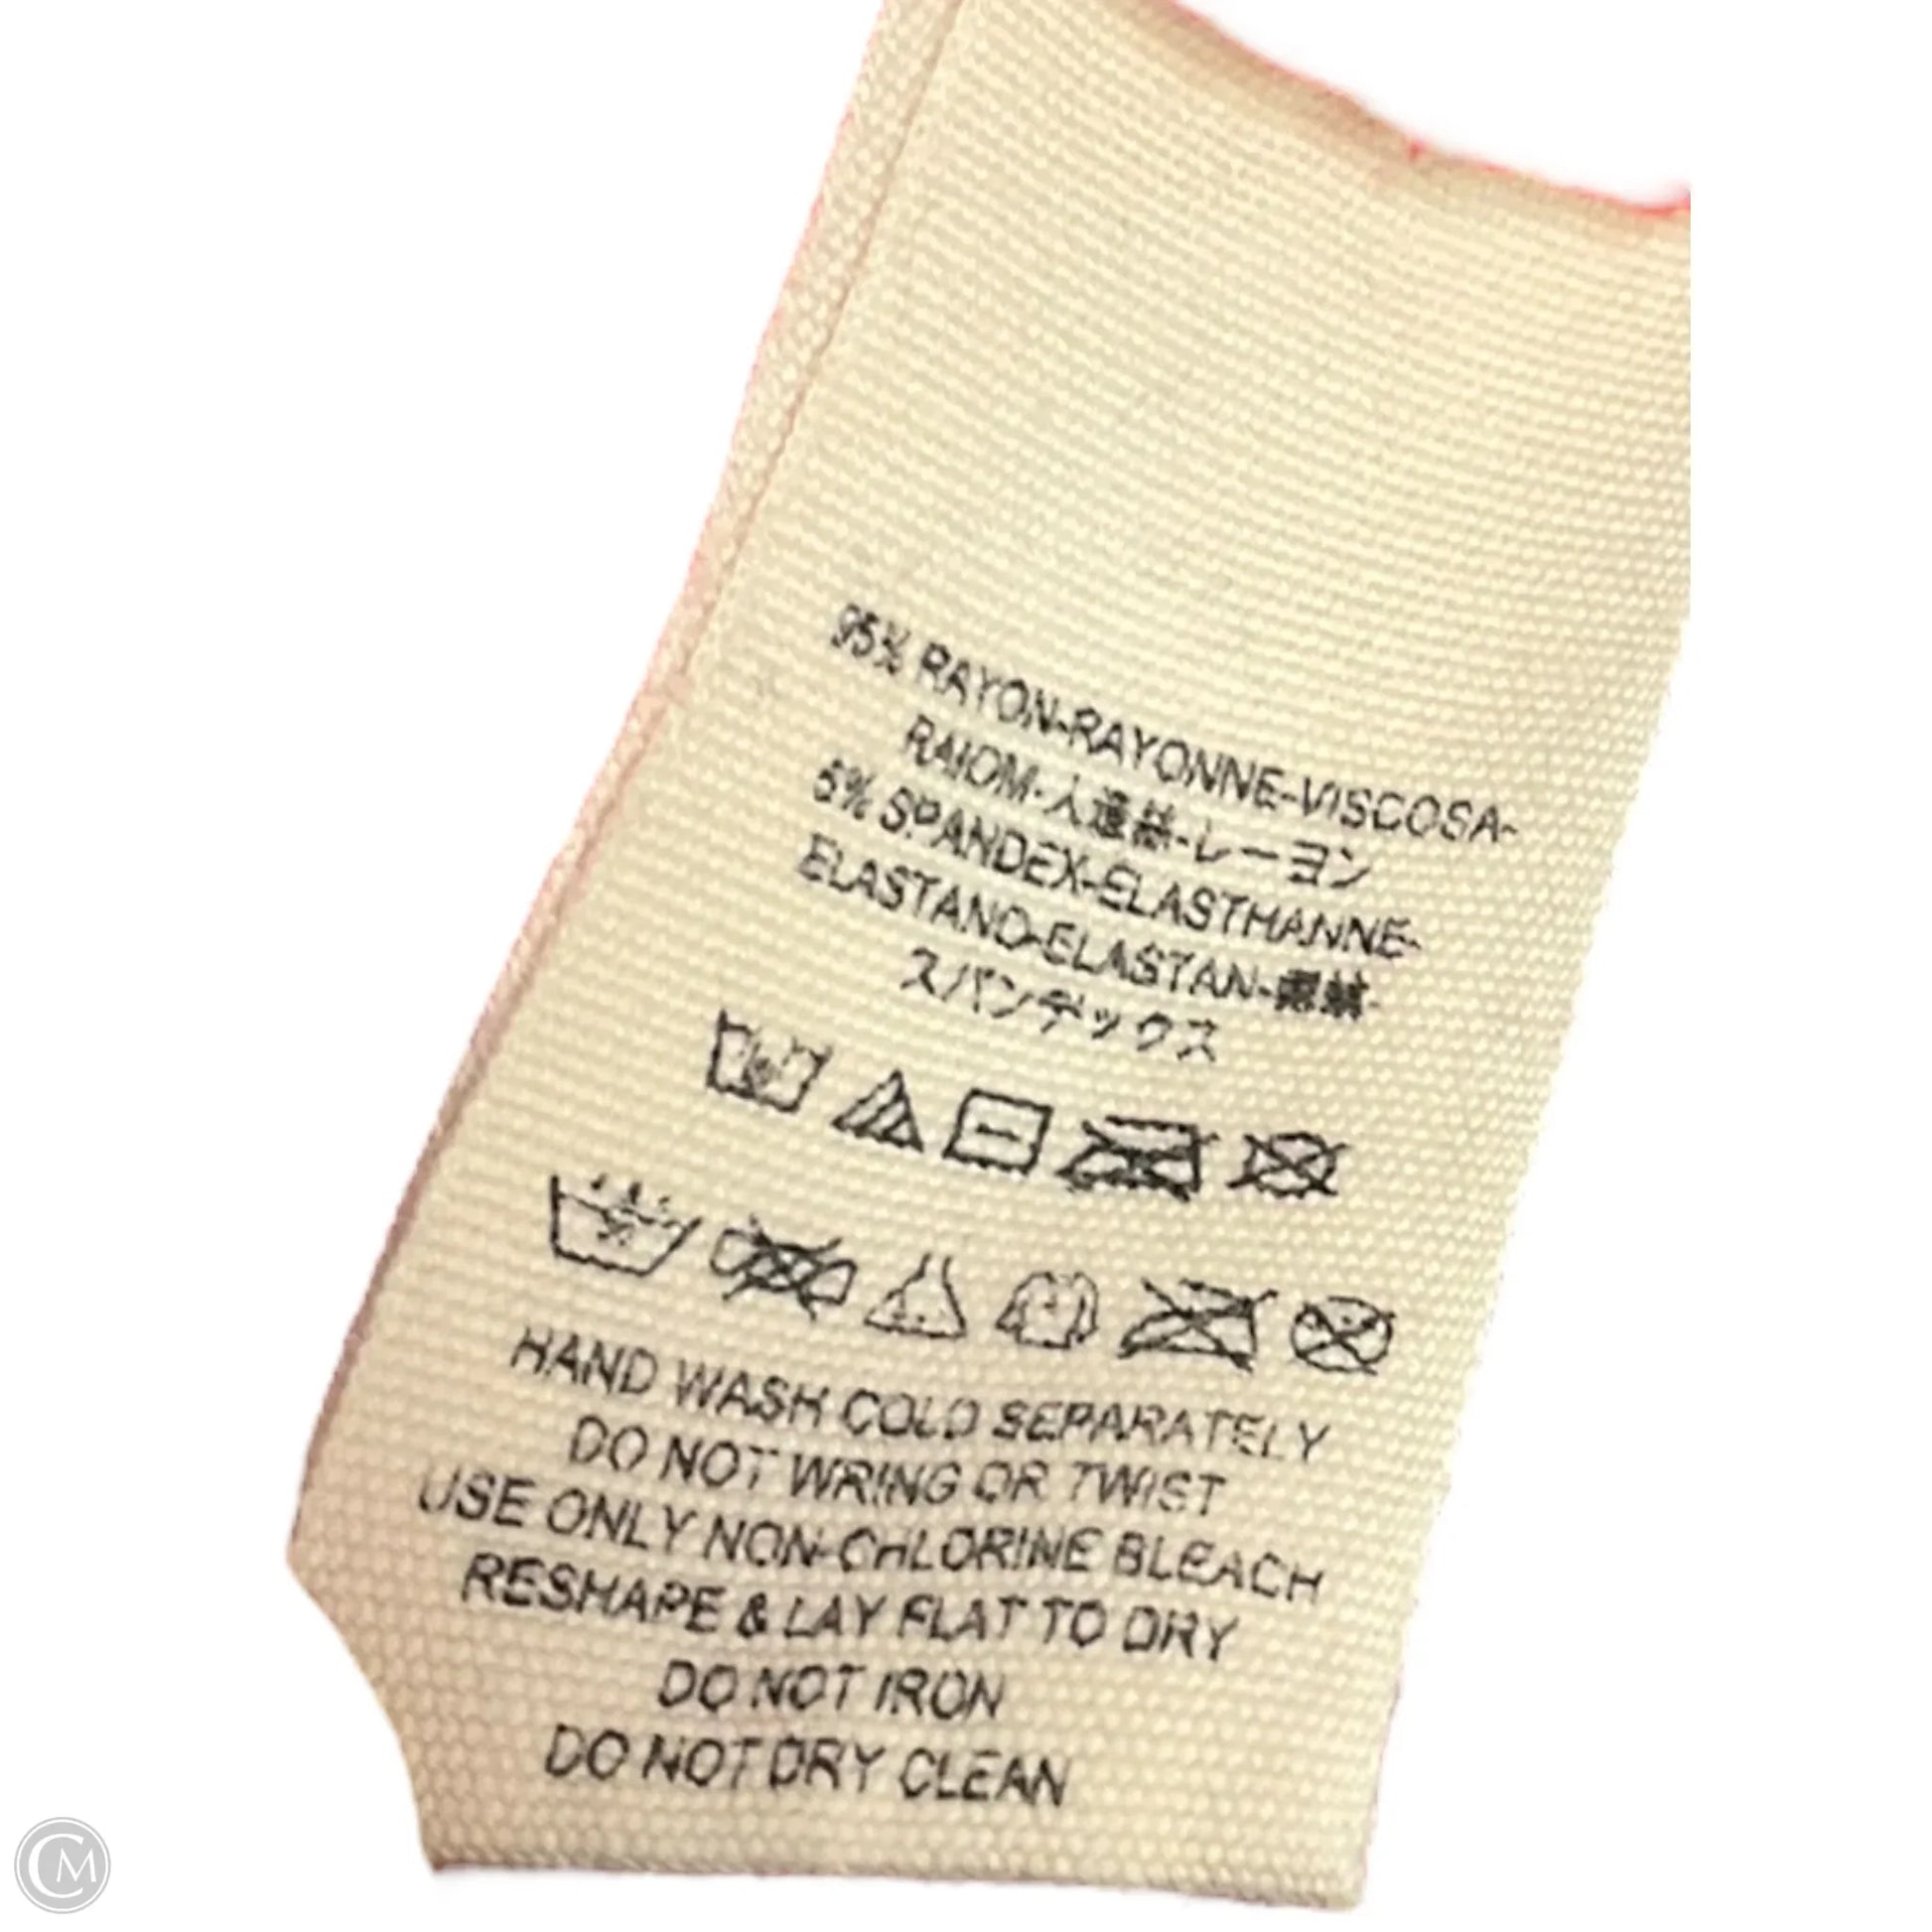 95% RAYON-RAYONNE-VISCOSA-
RAIOM-人造絲-レーヨン
5% SPANDEX-ELASTHANNE-
ELASTANO-ELASTAN-
スパンデックス
HAND WASH COLD SEPARATELY
DO NOT WRING OR TWIST
USE ONLY NON-CHLORINE BLEACH
RESHAPE & LAY FLAT TO DRY
DO NOT IRON
DO NOT DRY CLEAN
CM